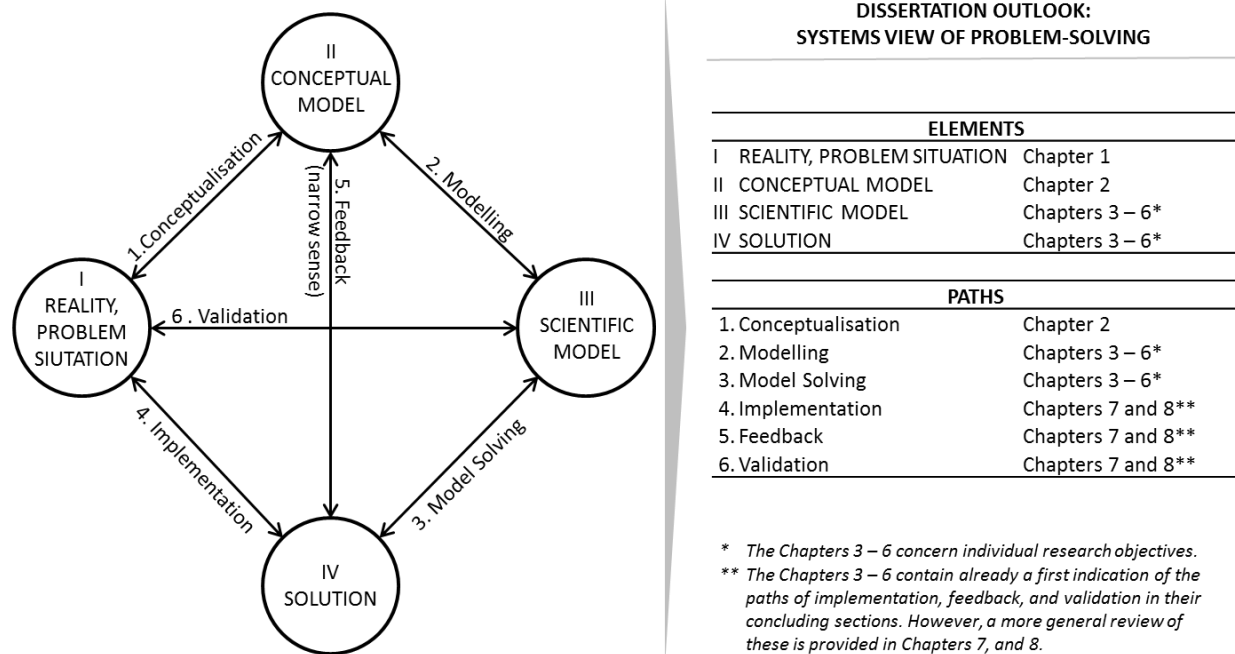 II
CONCEPTUAL
MODEL
1.Conceptualisation
2. Modelling
5. Feedback
(narrow sense)
I
REALITY,
PROBLEM
SIUTATION
6 . Validation
III
SCIENTIFIC
MODEL
4. Implementation
3. Model Solving
IV
SOLUTION
DISSERTATION OUTLOOK:
SYSTEMS VIEW OF PROBLEM-SOLVING
ELEMENTS
I REALITY, PROBLEM SITUATION Chapter 1
II CONCEPTUAL MODEL Chapter 2
III SCIENTIFIC MODEL Chapters 3 – 6*
IV SOLUTION Chapters 3 – 6*
PATHS
1. Conceptualisation Chapter 2
2. Modelling Chapters 3 – 6*
3. Model Solving Chapters 3 – 6*
4. Implementation Chapters 7 and 8**
5. Feedback Chapters 7 and 8**
6. Validation Chapters 7 and 8**
* The Chapters 3 – 6 concern individual research objectives.
** The Chapters 3 – 6 contain already a first indication of the
paths of implementation, feedback, and validation in their
concluding sections. However, a more general review of
these is provided in Chapters 7, and 8.